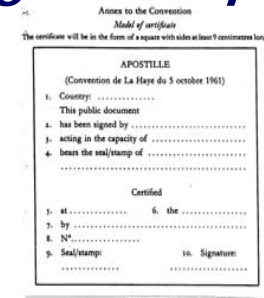 Annex to the Convention
Model of certificate
The certificate will be in the form of a square with sides at least 9 centimetres long
APOSTILLE
(Convention de La Haye du 5 octobre 1961)
1. Country: ..............
This public document
2. has been signed by ..............................
3. acting in the capacity of ..........................
4. bears the seal/stamp of ..........................
..................................................
Certified
5. at .............. 6. the ..................
7. by ..............................................
8. N°..................
9. Seal/stamp: 10. Signature:
............... ....................